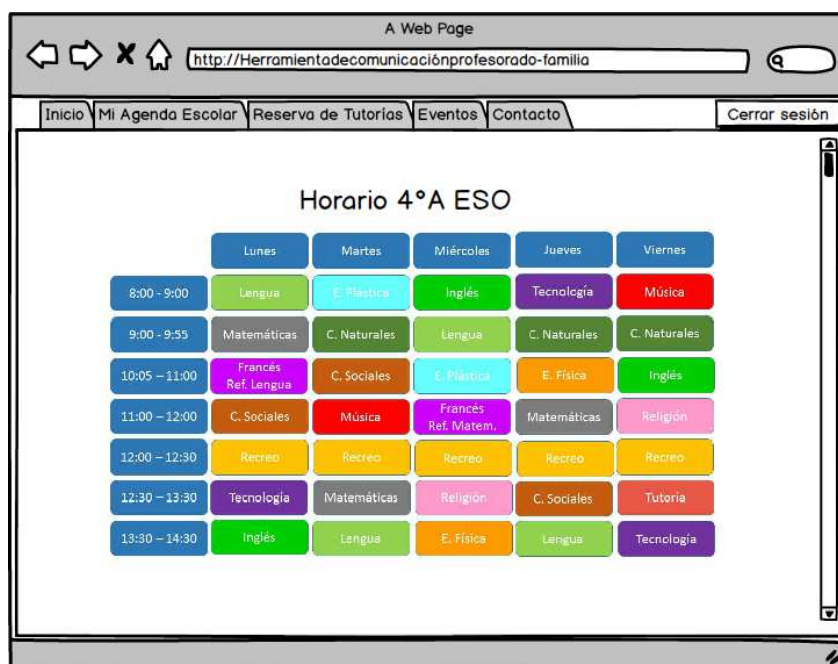 A Web Page
http://Herramientadecomunicaciónprofesorado-familia
Inicio Mi Agenda Escolar Reserva de Tutorías Eventos Contacto Cerrar sesión
Horario 4°A ESO
Lunes Martes Miércoles Jueves Viernes
8:00 - 9:00 Lengua E. Plástica Inglés Tecnología Música
9:00 - 9:55 Matemáticas C. Naturales Lengua C. Naturales C. Naturales
10:05 – 11:00 Francés Ref. Lengua C. Sociales E. Plástica E. Física Inglés
11:00 – 12:00 C. Sociales Música Francés Ref. Matem. Matemáticas Religión
12:00 – 12:30 Recreo Recreo Recreo Recreo Recreo
12:30 – 13:30 Tecnología Matemáticas Religión C. Sociales Tutoria
13:30 – 14:30 Inglés Lengua E. Física Lengua Tecnología